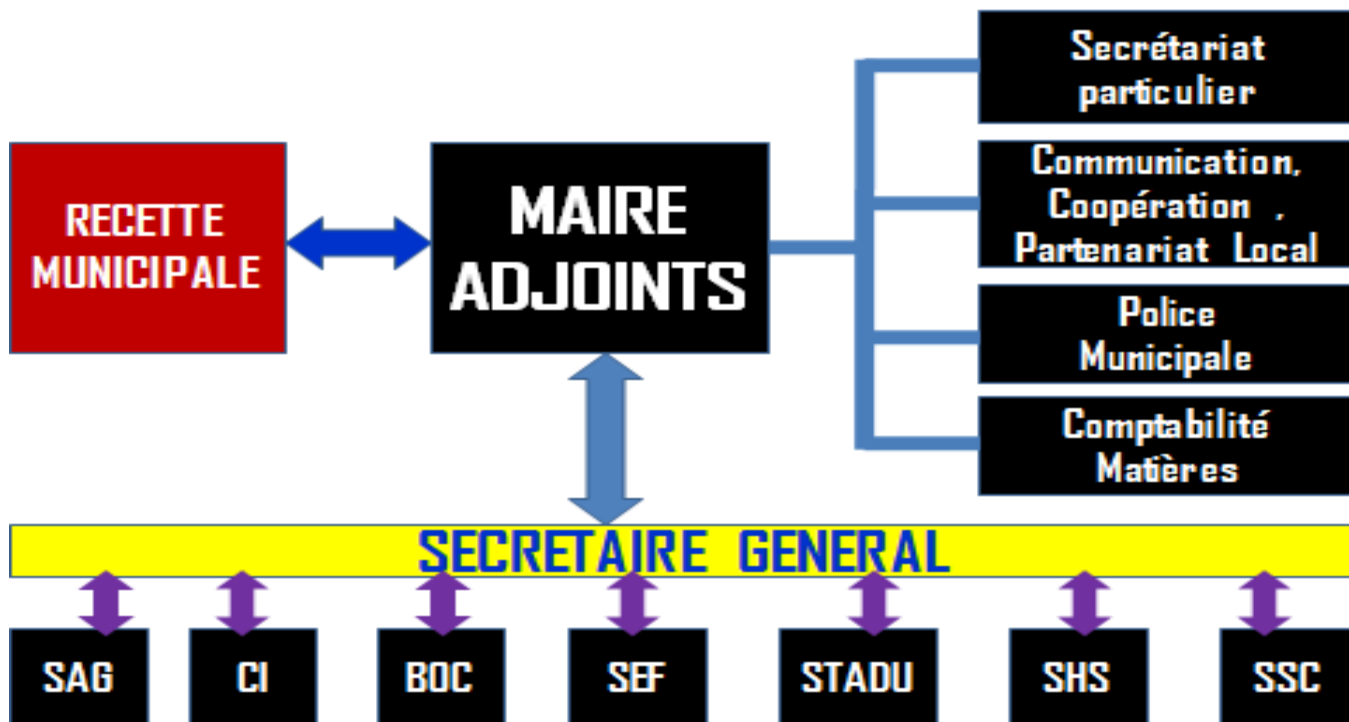 Secrétariat
particulier
RECETTE
MUNICIPALE
MAIRE
ADJOINTS
Communication,
Coopération .
Partenariat Local
Police
Municipale
Comptabilité
Matières
SECRETAIRE GENERAL
SAG
CI
BOC
SEF
STADU
SHS
SSC